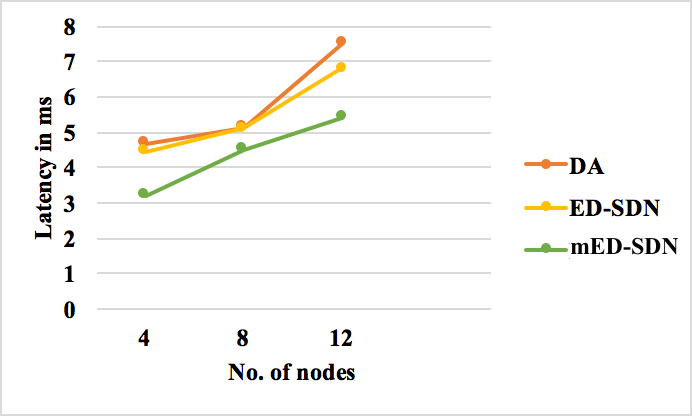 8
7
6
5
4
3
2
1
0
Latency in ms
4 8 12
No. of nodes
DA
ED-SDN
mED-SDN